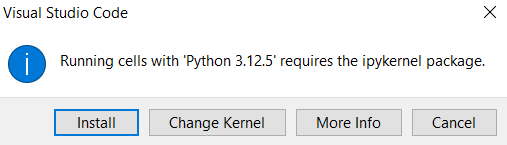 Visual Studio Code
Running cells with 'Python 3.12.5' requires the ipykernel package.
Install
Change Kernel
More Info
Cancel